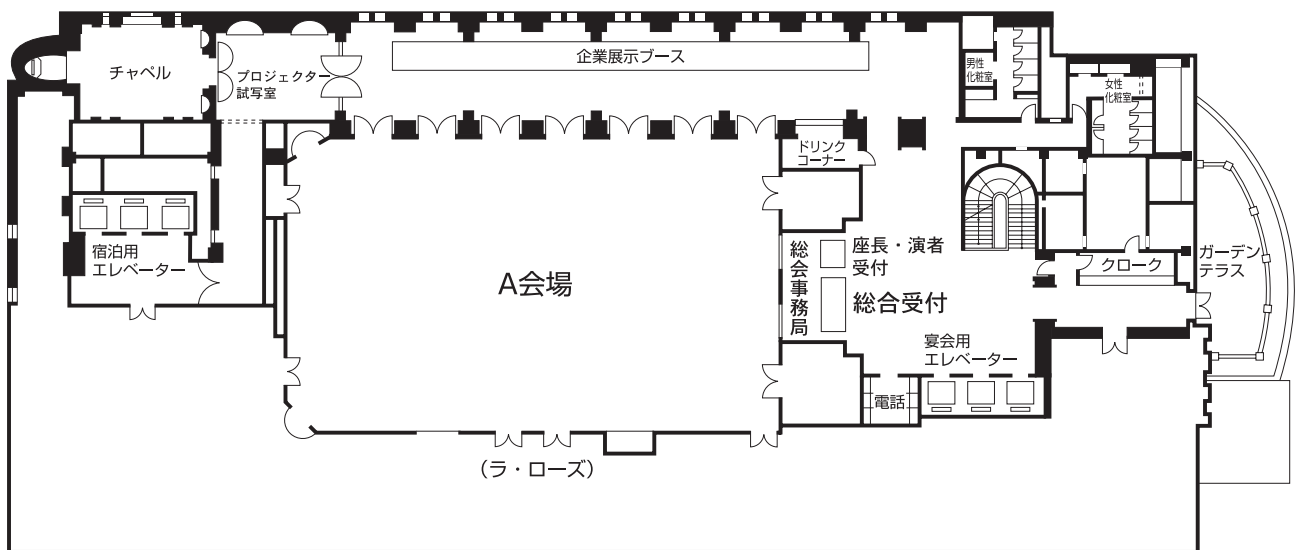 企業展示ブース
チャペル
プロジェクター
試写室
男性
化粧室
女性
化粧室
ドリンク
コーナー
宿泊用
エレベーター
A会場
総会事務局
座長・演者
受付
総合受付
クローク
ガーデン
テラス
宴会用
エレベーター
電話
（ラ・ローズ）